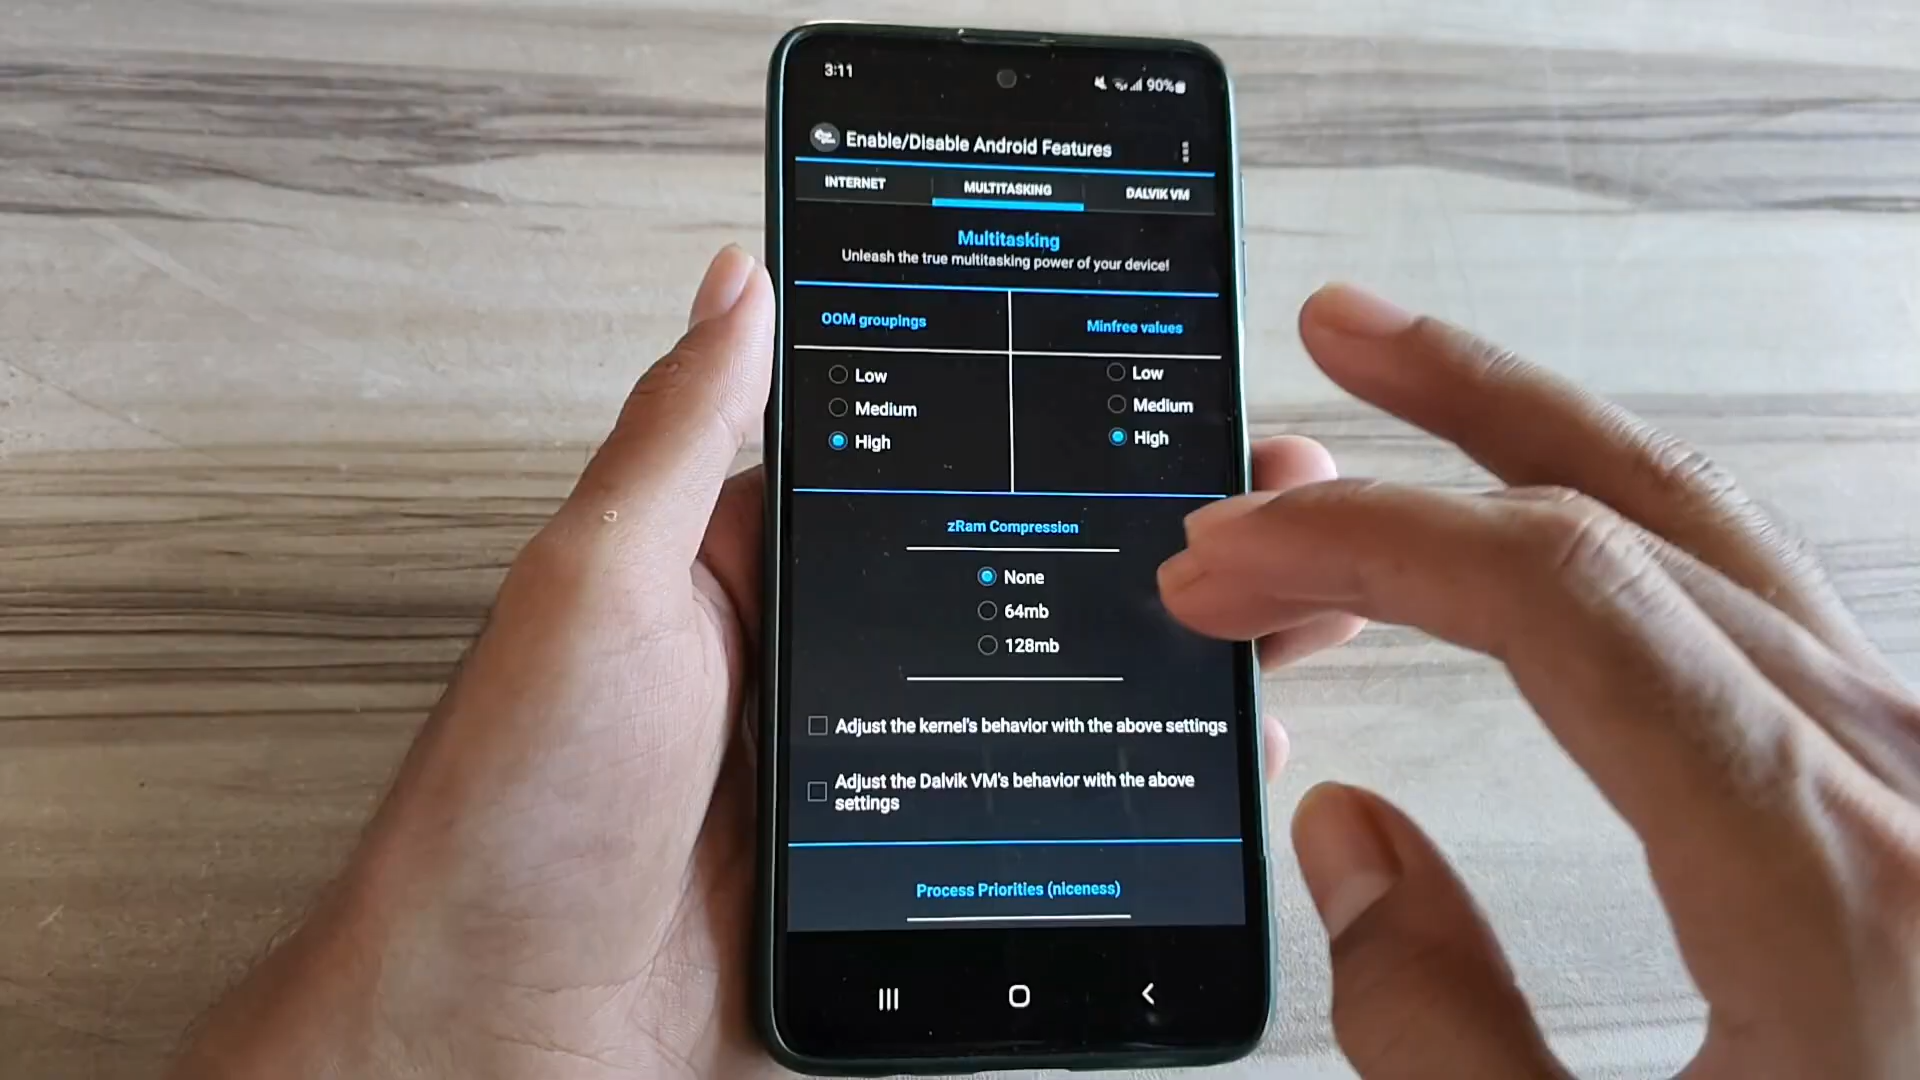 3:11
90%
Enable/Disable Android Features
INTERNET
MULTITASKING
DALVIK VM
Multitasking
Unleash the true multitasking power of your device!
OOM groupings
Minfree values
Low
Medium
High
Low
Medium
High
zRam Compression
None
64mb
128mb
Adjust the kernel's behavior with the above settings
Adjust the Dalvik VM's behavior with the above
settings
Process Priorities (niceness)